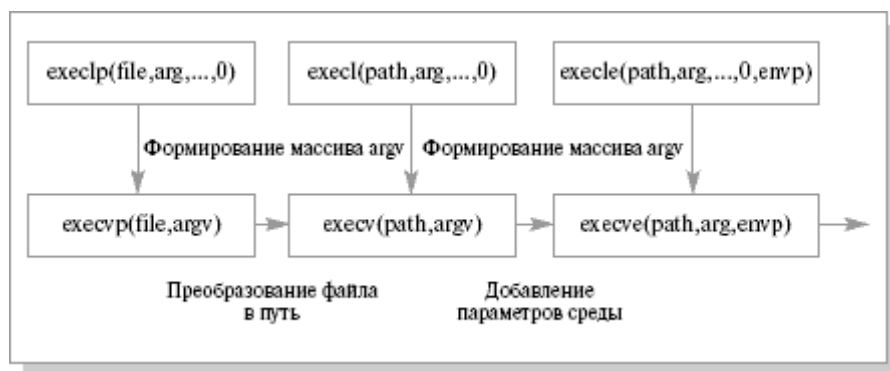 execlp(file,arg,...,0)
execl(path,arg,...,0)
execle(path,arg,...,0,envp)
Формирование массива argv
Формирование массива argv
execvp(file,argv)
execv(path,argv)
execve(path,arg,envp)
Преобразование файла
в путь
Добавление
параметров среды